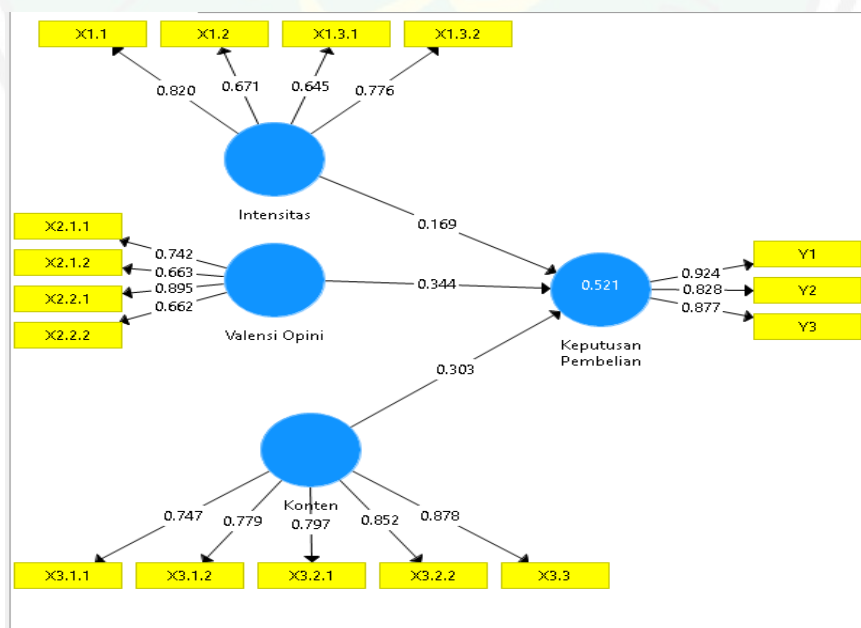 X1.1
X1.2
X1.3.1
X1.3.2
0.820
0.671
0.645
0.776
Intensitas
0.169
X2.1.1
X2.1.2
X2.2.1
X2.2.2
0.742
0.663
0.895
0.662
Valensi Opini
0.344
0.521
Keputusan
Pembelian
0.924
0.828
0.877
Y1
Y2
Y3
0.303
Konten
0.747
0.779
0.797
0.852
0.878
X3.1.1
X3.1.2
X3.2.1
X3.2.2
X3.3